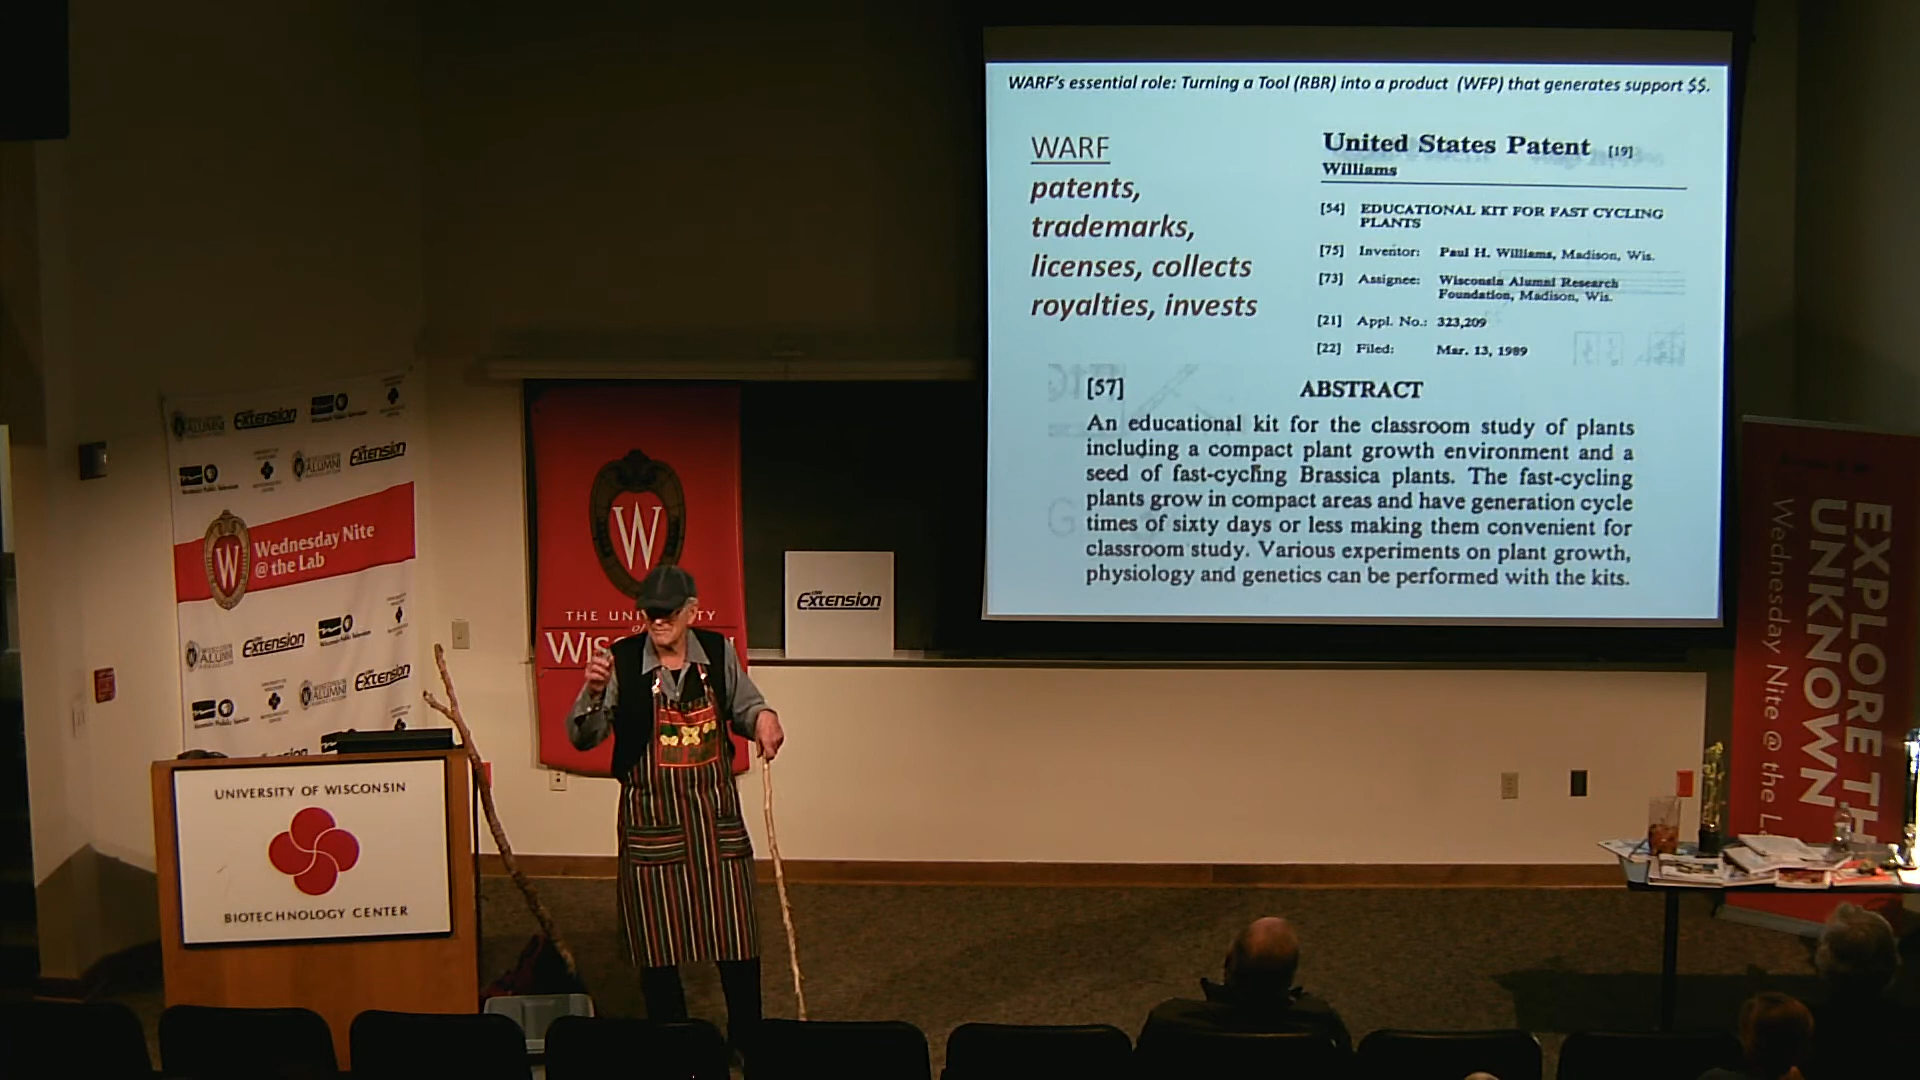 WARF's essential role: Turning a Tool (RBR) into a product (WFP) that generates support $$.
WARF
patents,
trademarks,
licenses, collects
royalties, invests
United States Patent [19]
Williams
[54] EDUCATIONAL KIT FOR FAST CYCLING
PLANTS
[75] Inventor: Paul H. Williams, Madison, Wis.
[73] Assignee: Wisconsin Alumni Research
Foundation, Madison, Wis.
[21] Appl. No.: 323,209
[22] Filed: Mar. 13, 1989
[57] ABSTRACT
An educational kit for the classroom study of plants
including a compact plant growth environment and a
seed of fast-cycling Brassica plants. The fast-cycling
plants grow in compact areas and have generation cycle
times of sixty days or less making them convenient for
classroom study. Various experiments on plant growth,
physiology and genetics can be performed with the kits.
Extension
Extension
W Wednesday Nite
@ the Lab
Extension
Extension
W
THE UNI TY
of
WISC N
Extension
UNIVERSITY OF WISCONSIN
BIOTECHNOLOGY CENTER
EXPLORE TH
UNKNOWN
Wednesday Nite @ the L